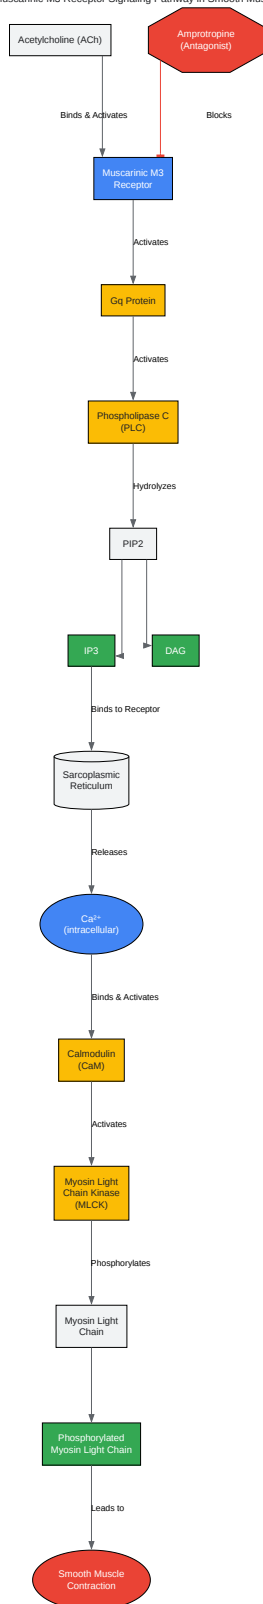 Muscarinic M3 Receptor Signaling Pathway in Smooth
Acetylcholine (ACh)
Amprotropine
(Antagonist)
Binds & Activates
Blocks
Muscarinic M3
Receptor
Activates
Gq Protein
Activates
Phospholipase C
(PLC)
Hydrolyzes
PIP2
IP3
DAG
Binds to Receptor
Sarcoplasmic
Reticulum
Releases
Ca²⁺
(intracellular)
Binds & Activates
Calmodulin
(CaM)
Activates
Myosin Light
Chain Kinase
(MLCK)
Phosphorylates
Myosin Light
Chain
Phosphorylated
Myosin Light Chain
Leads to
Smooth Muscle
Contraction